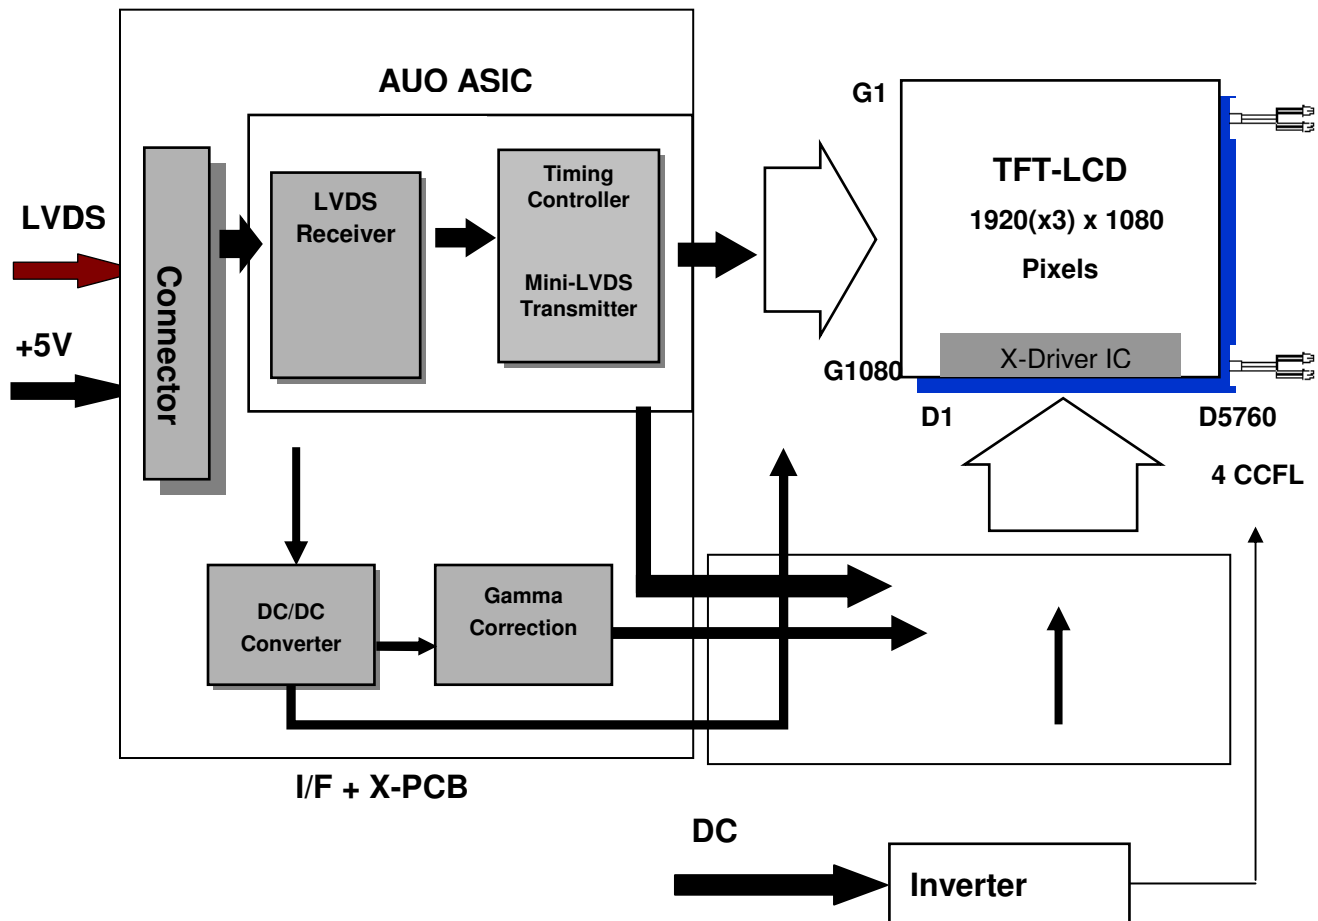 AUO ASIC
G1
Timing
Controller
TFT-LCD
LVDS
Receiver
LVDS
1920(x3) x 1080
Pixels
Connector
Mini-LVDS
Transmitter
+5V
X-Driver IC
G1080
D1
D5760
4 CCFL
DC/DC
Converter
Gamma
Correction
I/F + X-PCB
DC
Inverter